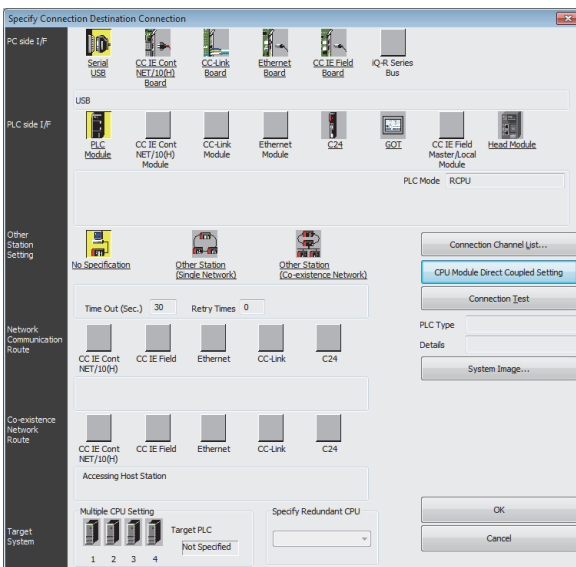 Specify Connection Destination Connection
PC side I/F
Serial
USB
CC IE Cont
NET/10(H)
Board
CC-Link
Board
Ethernet
Board
CC IE Field
Board
iQ-R Series
Bus
USB
PLC side I/F
PLC
Module
CC IE Cont
NET/10(H)
Module
CC-Link
Module
Ethernet
Module
C24
GOT
CC IE Field
Master/Local
Module
Head Module
PLC Mode RCPU
Other
Station
Setting
No Specification
Other Station
(Single Network)
Other Station
(Co-existence Network)
Connection Channel List...
CPU Module Direct Coupled Setting
Time Out (Sec.) 30 Retry Times 0
Connection Test
Network
Communication
Route
CC IE Cont
NET/10(H)
CC IE Field
Ethernet
CC-Link
C24
PLC Type
Details
System Image...
Co-existence
Network
Route
CC IE Cont
NET/10(H)
CC IE Field
Ethernet
CC-Link
C24
Accessing Host Station
Target
System
Multiple CPU Setting
1 2 3 4
Target PLC
Not Specified
Specify Redundant CPU
OK
Cancel